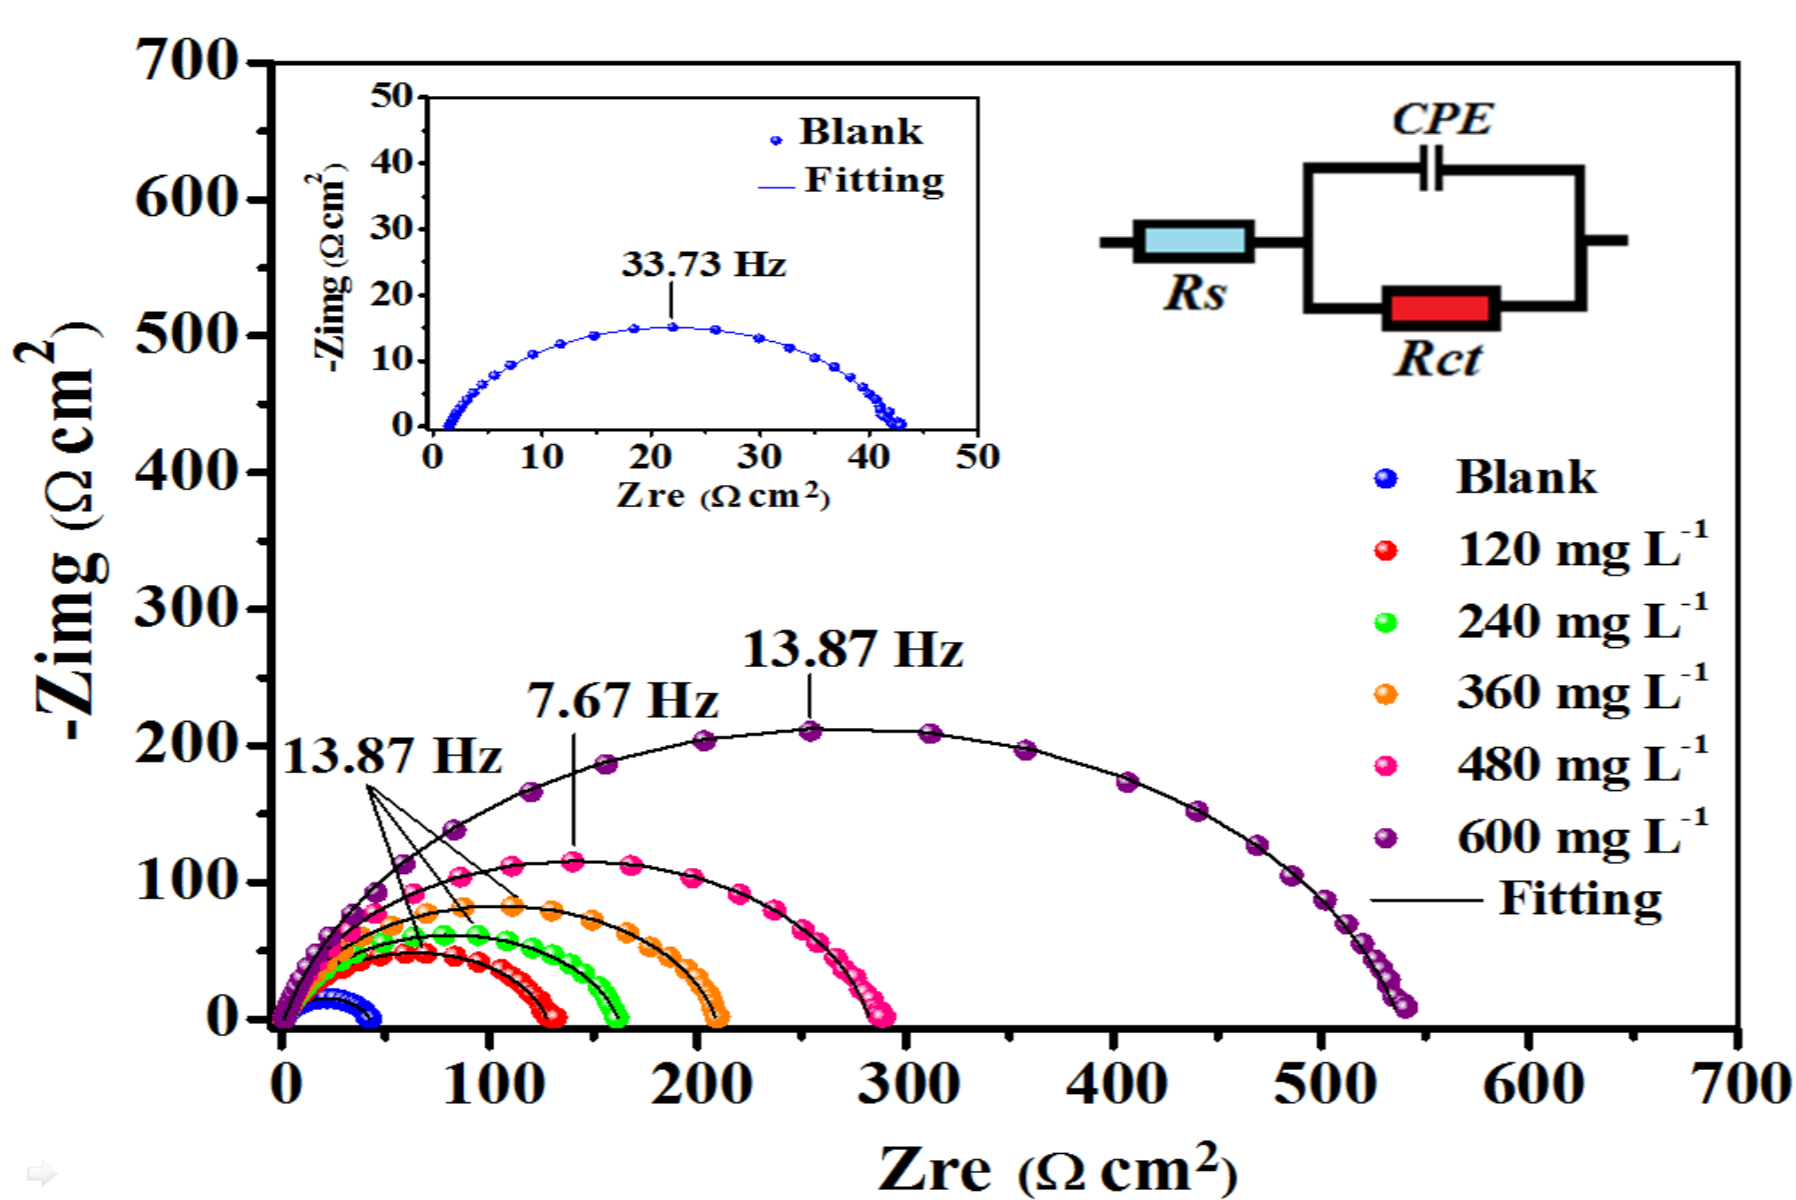 700
600
500
400
300
200
100
0
-Zimg (Ω cm²)
50
40
30
20
10
0
-Zimg (Ω cm²)
Blank
Fitting
33.73 Hz
0 10 20 30 40 50
Zre (Ω cm²)
CPE
Rs
Rct
Blank
120 mg L⁻¹
240 mg L⁻¹
360 mg L⁻¹
480 mg L⁻¹
600 mg L⁻¹
Fitting
13.87 Hz
7.67 Hz
13.87 Hz
0 100 200 300 400 500 600 700
Zre (Ω cm²)